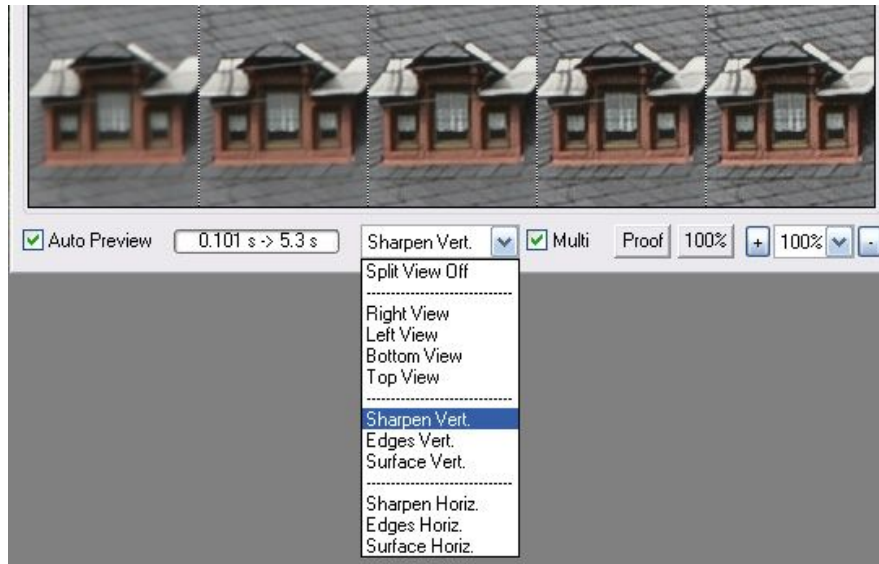 Auto Preview 0.101 s -> 5.3 s Sharpen Vert. Multi Proof 100% + 100% -
Split View Off
------------------------------
Right View
Left View
Bottom View
Top View
------------------------------
Sharpen Vert.
Edges Vert.
Surface Vert.
------------------------------
Sharpen Horiz.
Edges Horiz.
Surface Horiz.